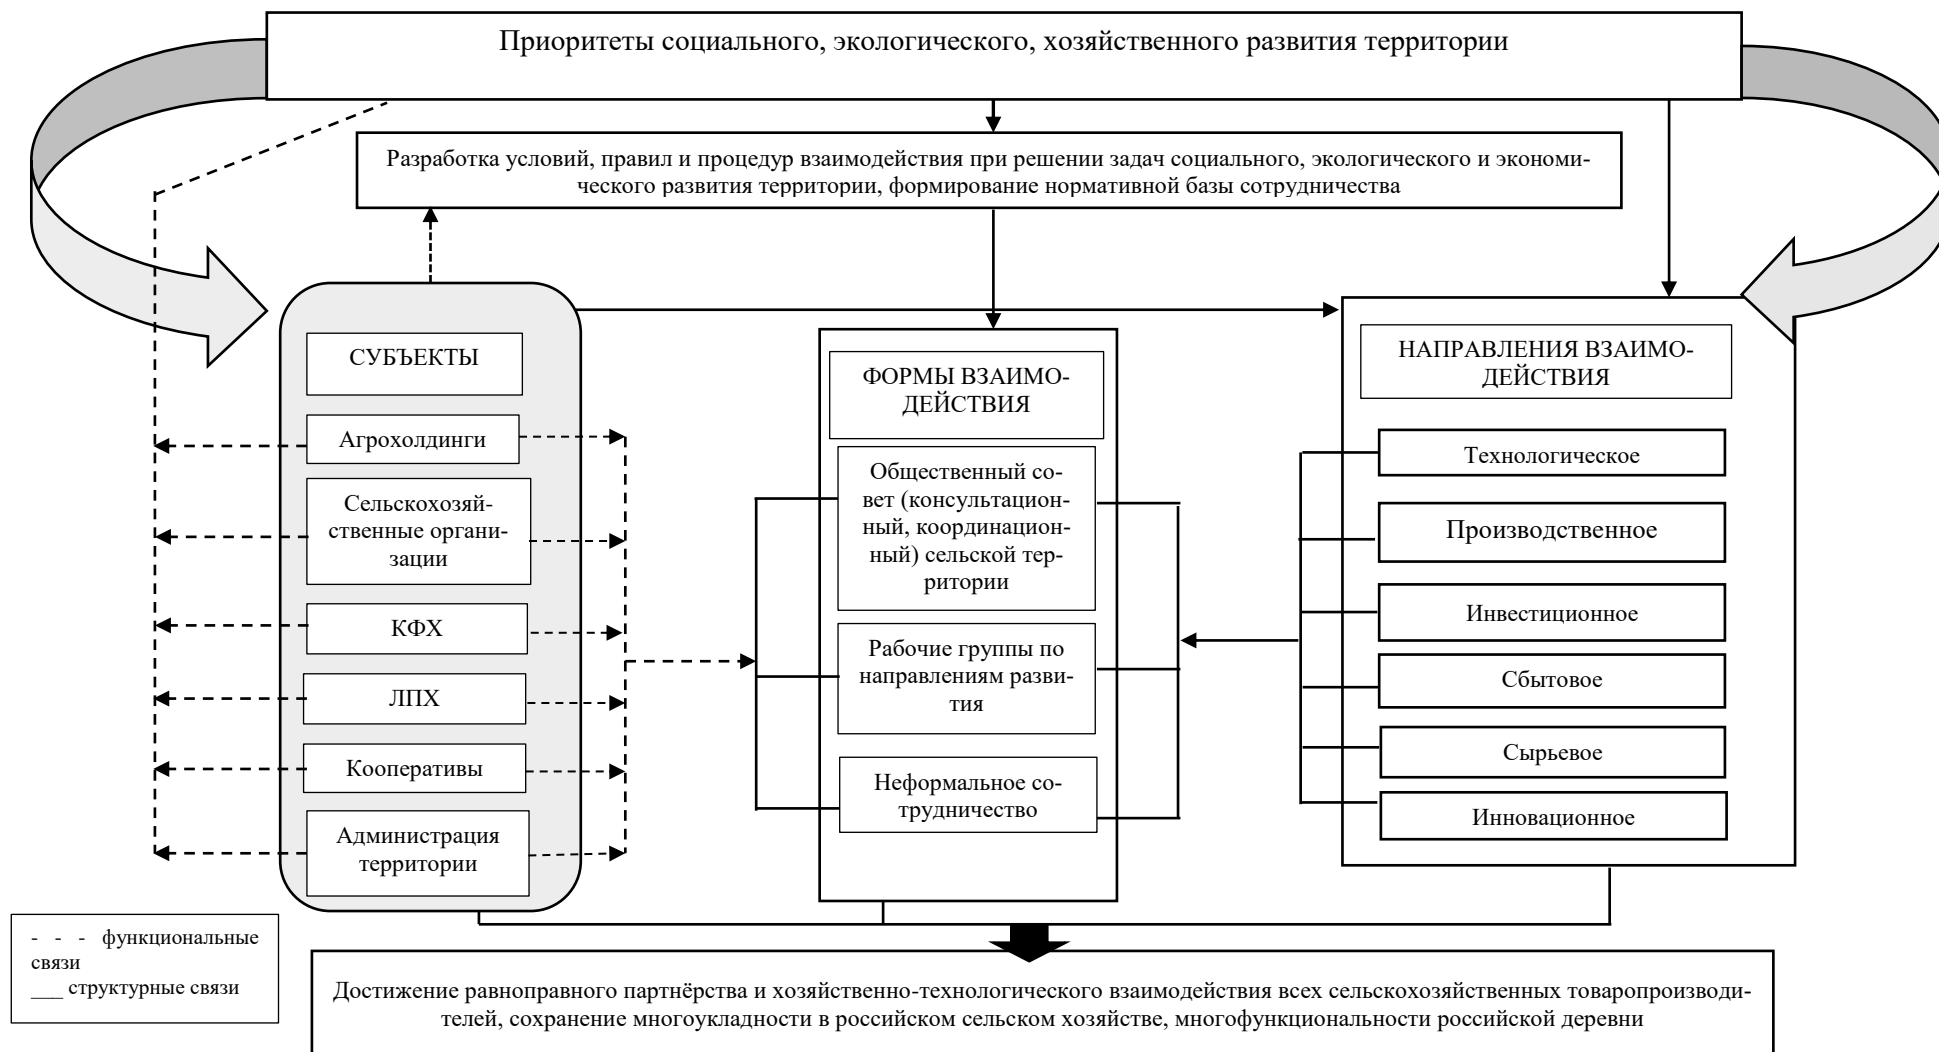 Приоритеты социального, экологического, хозяйственного развития территории
Разработка условий, правил и процедур взаимодействия при решении задач социального, экологического и экономи-
ческого развития территории, формирование нормативной базы сотрудничества
СУБЪЕКТЫ
Агрохолдинги
Сельскохозяй-
ственные органи-
зации
КФХ
ЛПХ
Кооперативы
Администрация
территории
ФОРМЫ ВЗАИМО-
ДЕЙСТВИЯ
Общественный со-
вет (консультацион-
ный, координацион-
ный) сельской тер-
ритории
Рабочие группы по
направлениям разви-
тия
Неформальное со-
трудничество
НАПРАВЛЕНИЯ ВЗАИМО-
ДЕЙСТВИЯ
Технологическое
Производственное
Инвестиционное
Сбытовое
Сырьевое
Инновационное
- - - функциональные
связи
___ структурные связи
Достижение равноправного партнёрства и хозяйственно-технологического взаимодействия всех сельскохозяйственных товаропроизводи-
телей, сохранение многоукладности в российском сельском хозяйстве, многофункциональности российской деревни